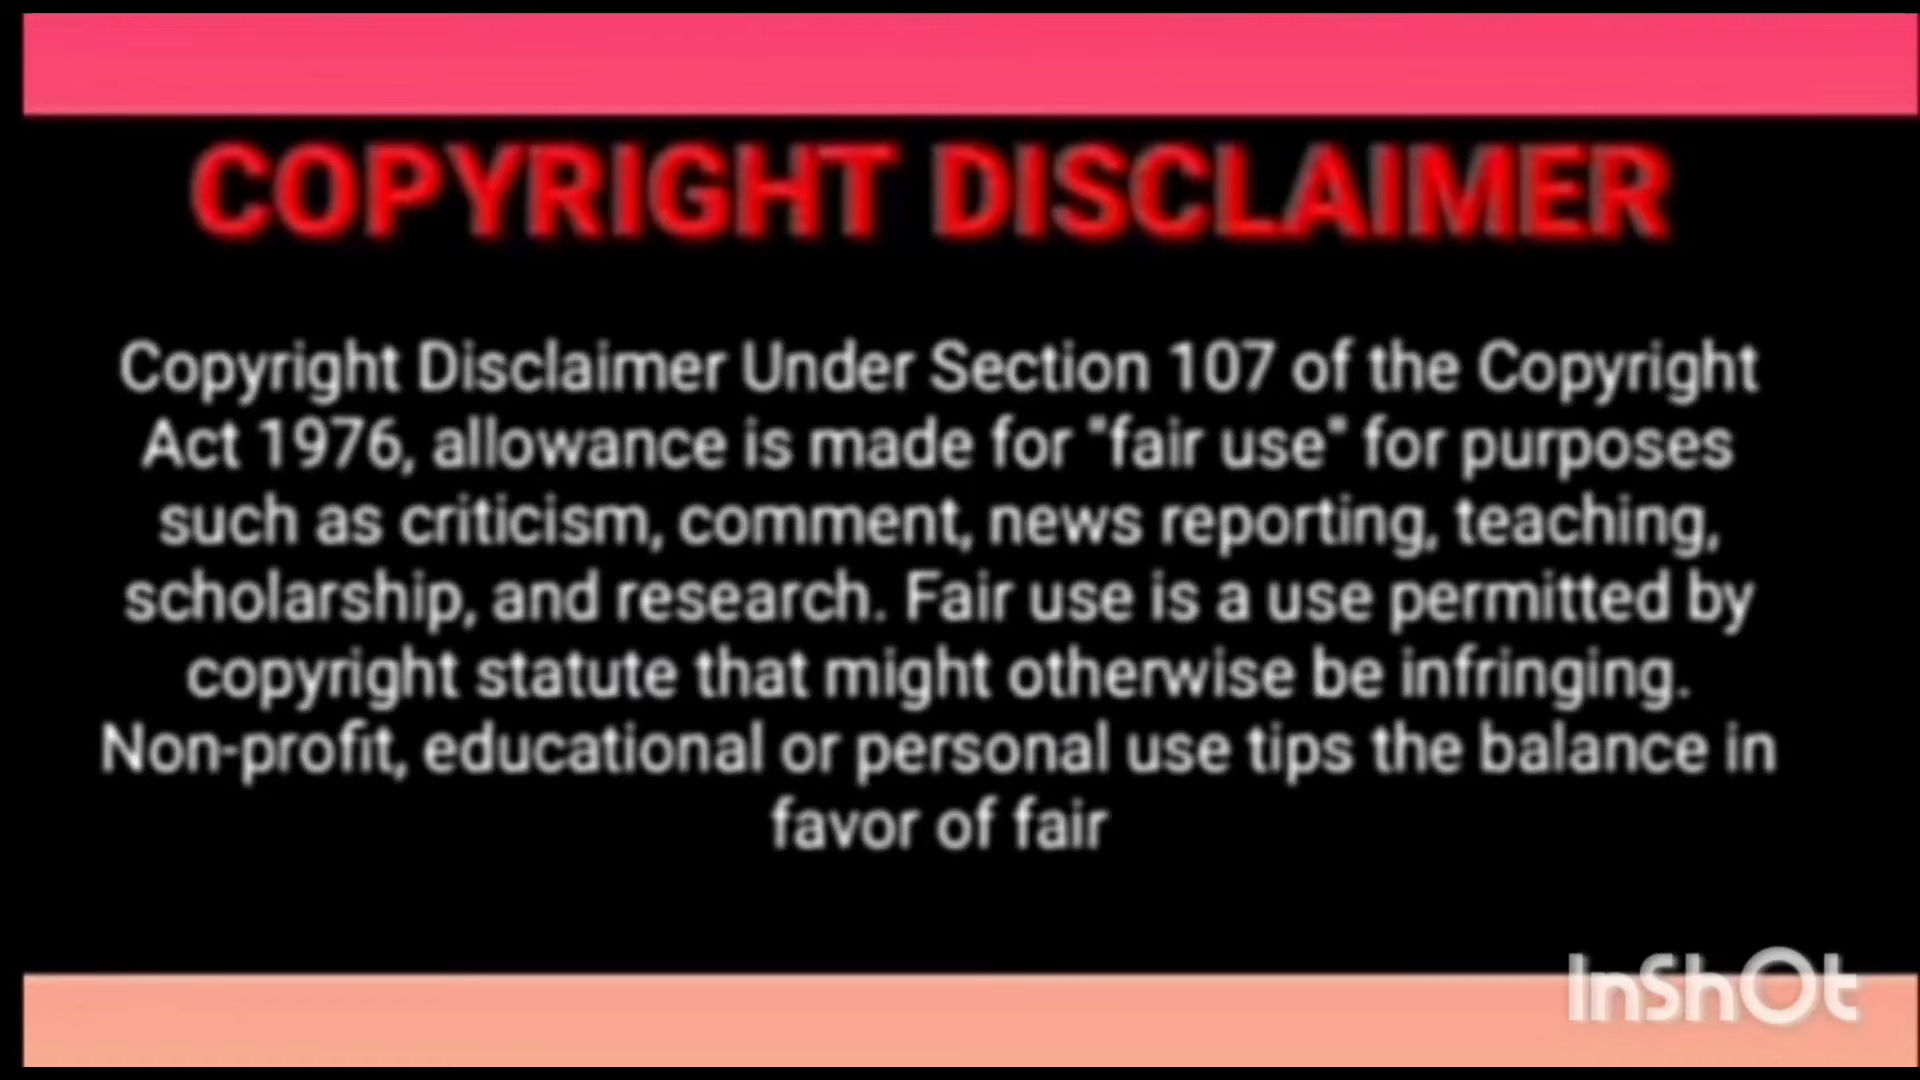 COPYRIGHT DISCLAIMER
Copyright Disclaimer Under Section 107 of the Copyright
Act 1976, allowance is made for "fair use" for purposes
such as criticism, comment, news reporting, teaching,
scholarship, and research. Fair use is a use permitted by
copyright statute that might otherwise be infringing.
Non-profit, educational or personal use tips the balance in
favor of fair
InShOt